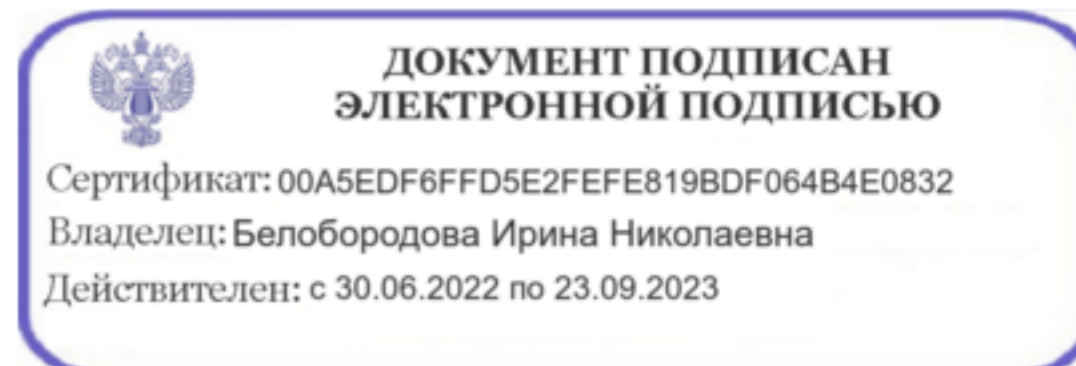 ДОКУМЕНТ ПОДПИСАН
ЭЛЕКТРОННОЙ ПОДПИСЬЮ
Сертификат: 00A5EDF6FFD5E2FEFE819BDF064B4E0832
Владелец: Белобородова Ирина Николаевна
Действителен: с 30.06.2022 по 23.09.2023